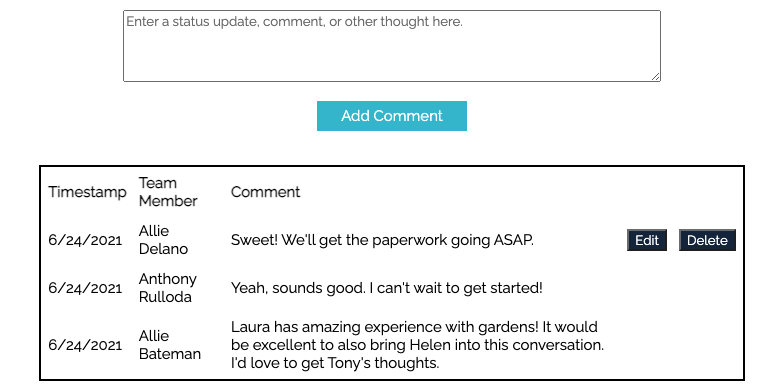 Enter a status update, comment, or other thought here.
Add Comment
Timestamp Team Member Comment
6/24/2021 Allie Delano Sweet! We'll get the paperwork going ASAP. Edit Delete
6/24/2021 Anthony Rulloda Yeah, sounds good. I can't wait to get started!
6/24/2021 Allie Bateman Laura has amazing experience with gardens! It would
be excellent to also bring Helen into this conversation.
I'd love to get Tony's thoughts.